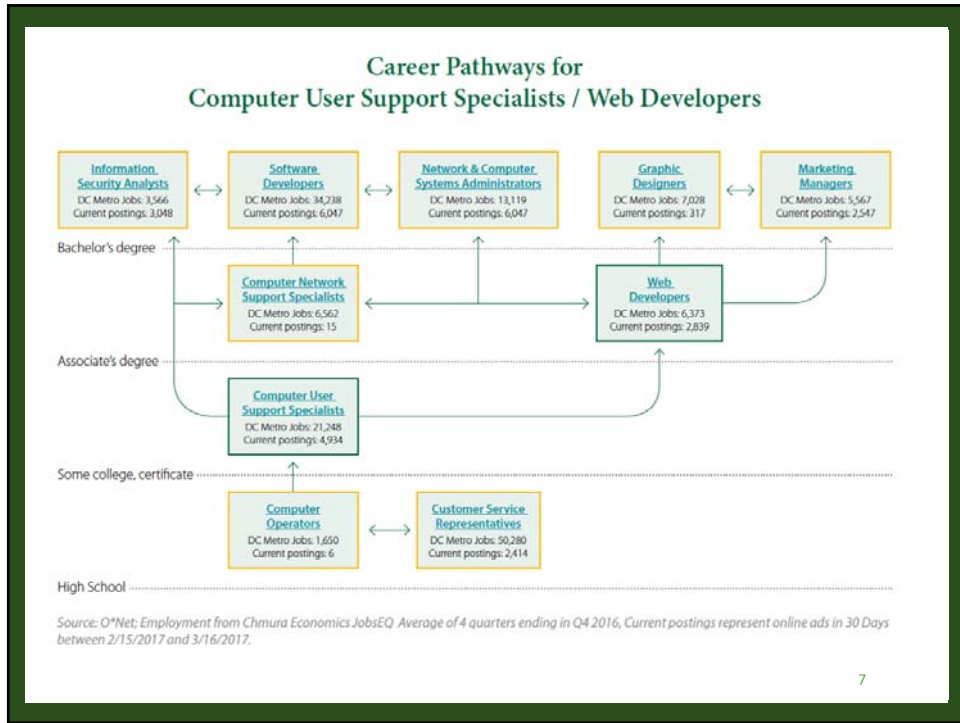 Career Pathways for
Computer User Support Specialists / Web Developers
Information
Security Analysts
DC Metro Jobs: 3,566
Current postings: 3,048
Software
Developers
DC Metro Jobs: 34,238
Current postings: 6,047
Network & Computer
Systems Administrators
DC Metro Jobs: 13,119
Current postings: 6,047
Graphic
Designers
DC Metro Jobs: 7,028
Current postings: 317
Marketing
Managers
DC Metro Jobs: 5,567
Current postings: 2,547
Bachelor's degree
Computer Network
Support Specialists
DC Metro Jobs: 6,562
Current postings: 15
Web
Developers
DC Metro Jobs: 6,373
Current postings: 2,839
Associate's degree
Computer User
Support Specialists
DC Metro Jobs: 21,248
Current postings: 4,934
Some college, certificate
Computer
Operators
DC Metro Jobs: 1,650
Current postings: 6
Customer Service
Representatives
DC Metro Jobs: 50,280
Current postings: 2,414
High School
Source: O*Net; Employment from Chmura Economics JobsEQ Average of 4 quarters ending in Q4 2016, Current postings represent online ads in 30 Days
between 2/15/2017 and 3/16/2017.
7